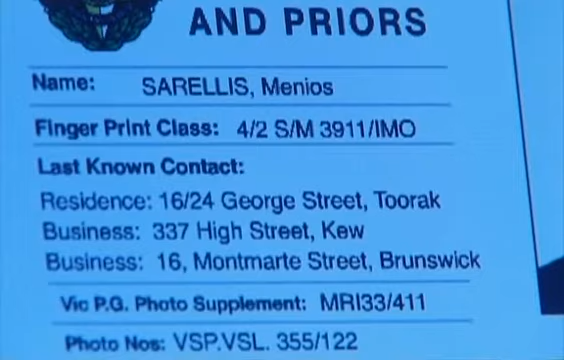 AND PRIORS
Name: SARELLIS, Menios
Finger Print Class: 4/2 S/M 3911/IMO
Last Known Contact:
Residence: 16/24 George Street, Toorak
Business: 337 High Street, Kew
Business: 16, Montmarte Street, Brunswick
Vic P.G. Photo Supplement: MRI33/411
Photo Nos: VSP.VSL. 355/122